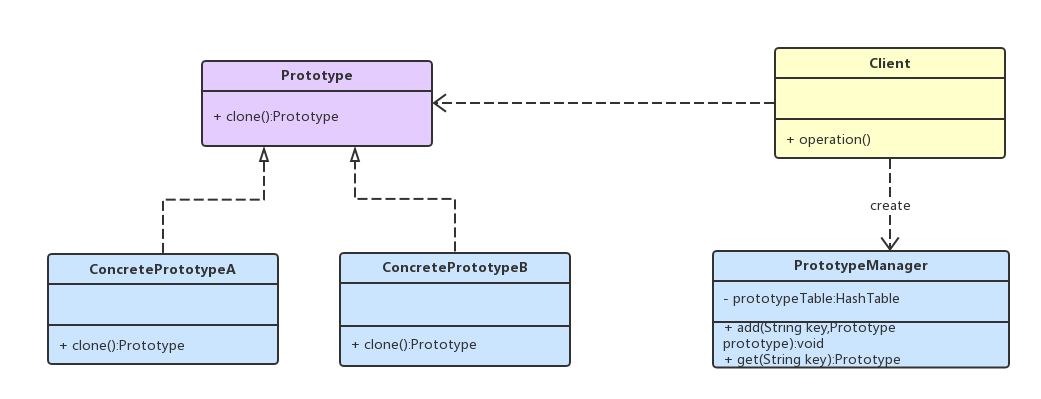 Prototype
+ clone():Prototype
Client
+ operation()
create
ConcretePrototypeA
+ clone():Prototype
ConcretePrototypeB
+ clone():Prototype
PrototypeManager
- prototypeTable:HashTable
+ add(String key,Prototype
prototype):void
+ get(String key):Prototype